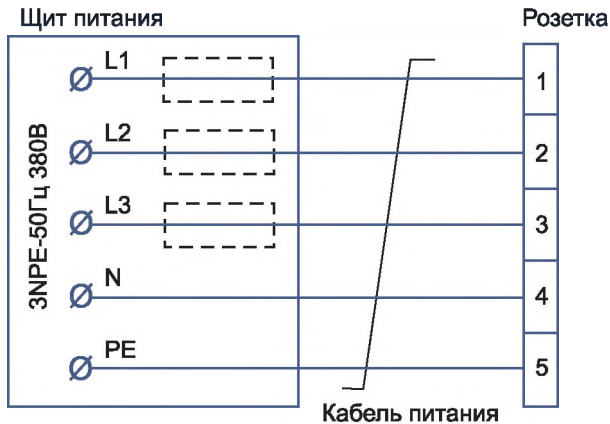 Щит питания
Розетка
3NPE-50Гц 380В
L1
1
L2
2
L3
3
N
4
PE
5
Кабель питания